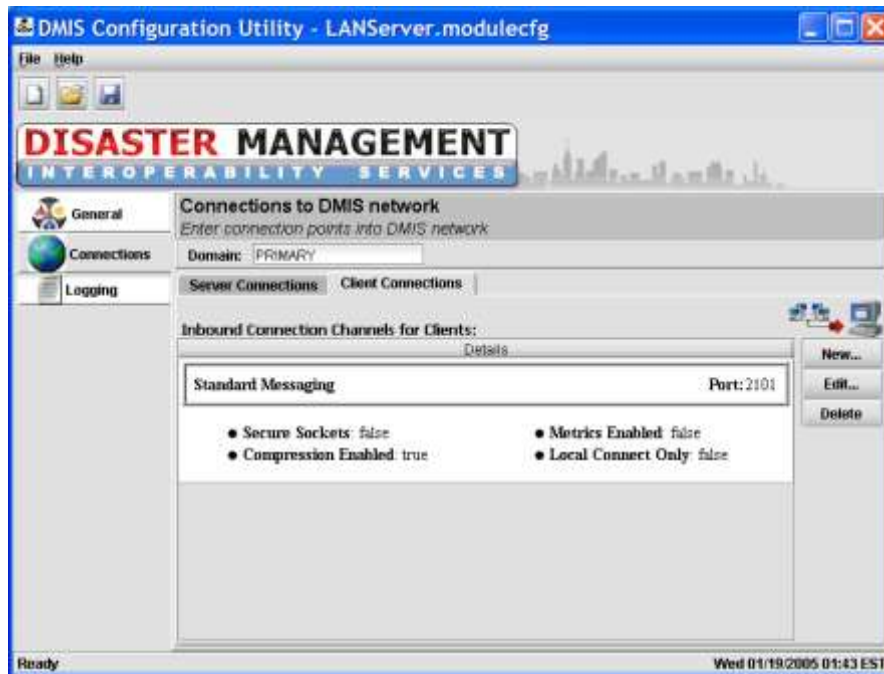 DMIS Configuration Utility - LANServer.modulecfg
File Help
DISASTER MANAGEMENT
INTEROPERABILITY SERVICES
General
Connections
Logging
Connections to DMIS network
Enter connection points into DMIS network
Domain: PRIMARY
Server Connections Client Connections
Inbound Connection Channels for Clients:
Details
New...
Edit...
Delete
Standard Messaging Port: 2101
• Secure Sockets: false • Metrics Enabled: false
• Compression Enabled: true • Local Connect Only: false
Ready Wed 01/19/2005 01:43 EST